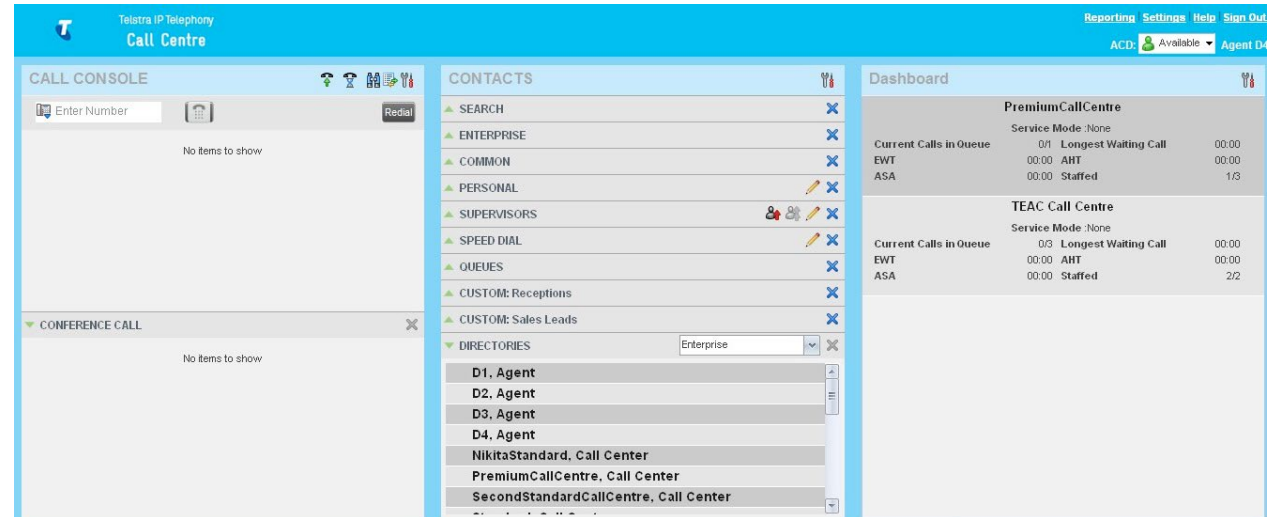 Telstra IP Telephony
Call Centre
Reporting Settings Help Sign Out
ACD: Available Agent D4
CALL CONSOLE
Enter Number
Redial
No items to show
CONFERENCE CALL
No items to show
CONTACTS
SEARCH
ENTERPRISE
COMMON
PERSONAL
SUPERVISORS
SPEED DIAL
QUEUES
CUSTOM: Receptions
CUSTOM: Sales Leads
DIRECTORIES Enterprise
D1, Agent
D2, Agent
D3, Agent
D4, Agent
NikitaStandard, Call Center
PremiumCallCentre, Call Center
SecondStandardCallCentre, Call Center
Dashboard
PremiumCallCentre
Service Mode :None
Current Calls in Queue 0/1 Longest Waiting Call 00:00
EWT 00:00 AHT 00:00
ASA 00:00 Staffed 1/3
TEAC Call Centre
Service Mode :None
Current Calls in Queue 0/3 Longest Waiting Call 00:00
EWT 00:00 AHT 00:00
ASA 00:00 Staffed 2/2